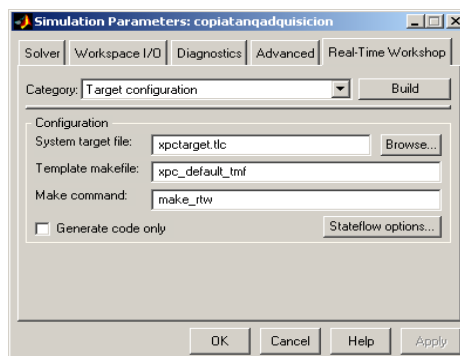 Simulation Parameters: copiatanqadquisicion
Solver Workspace I/O Diagnostics Advanced Real-Time Workshop
Category: Target configuration Build
Configuration
System target file: xpctarget.tlc Browse...
Template makefile: xpc_default_tmf
Make command: make_rtw
Generate code only Stateflow options...
OK Cancel Help Apply